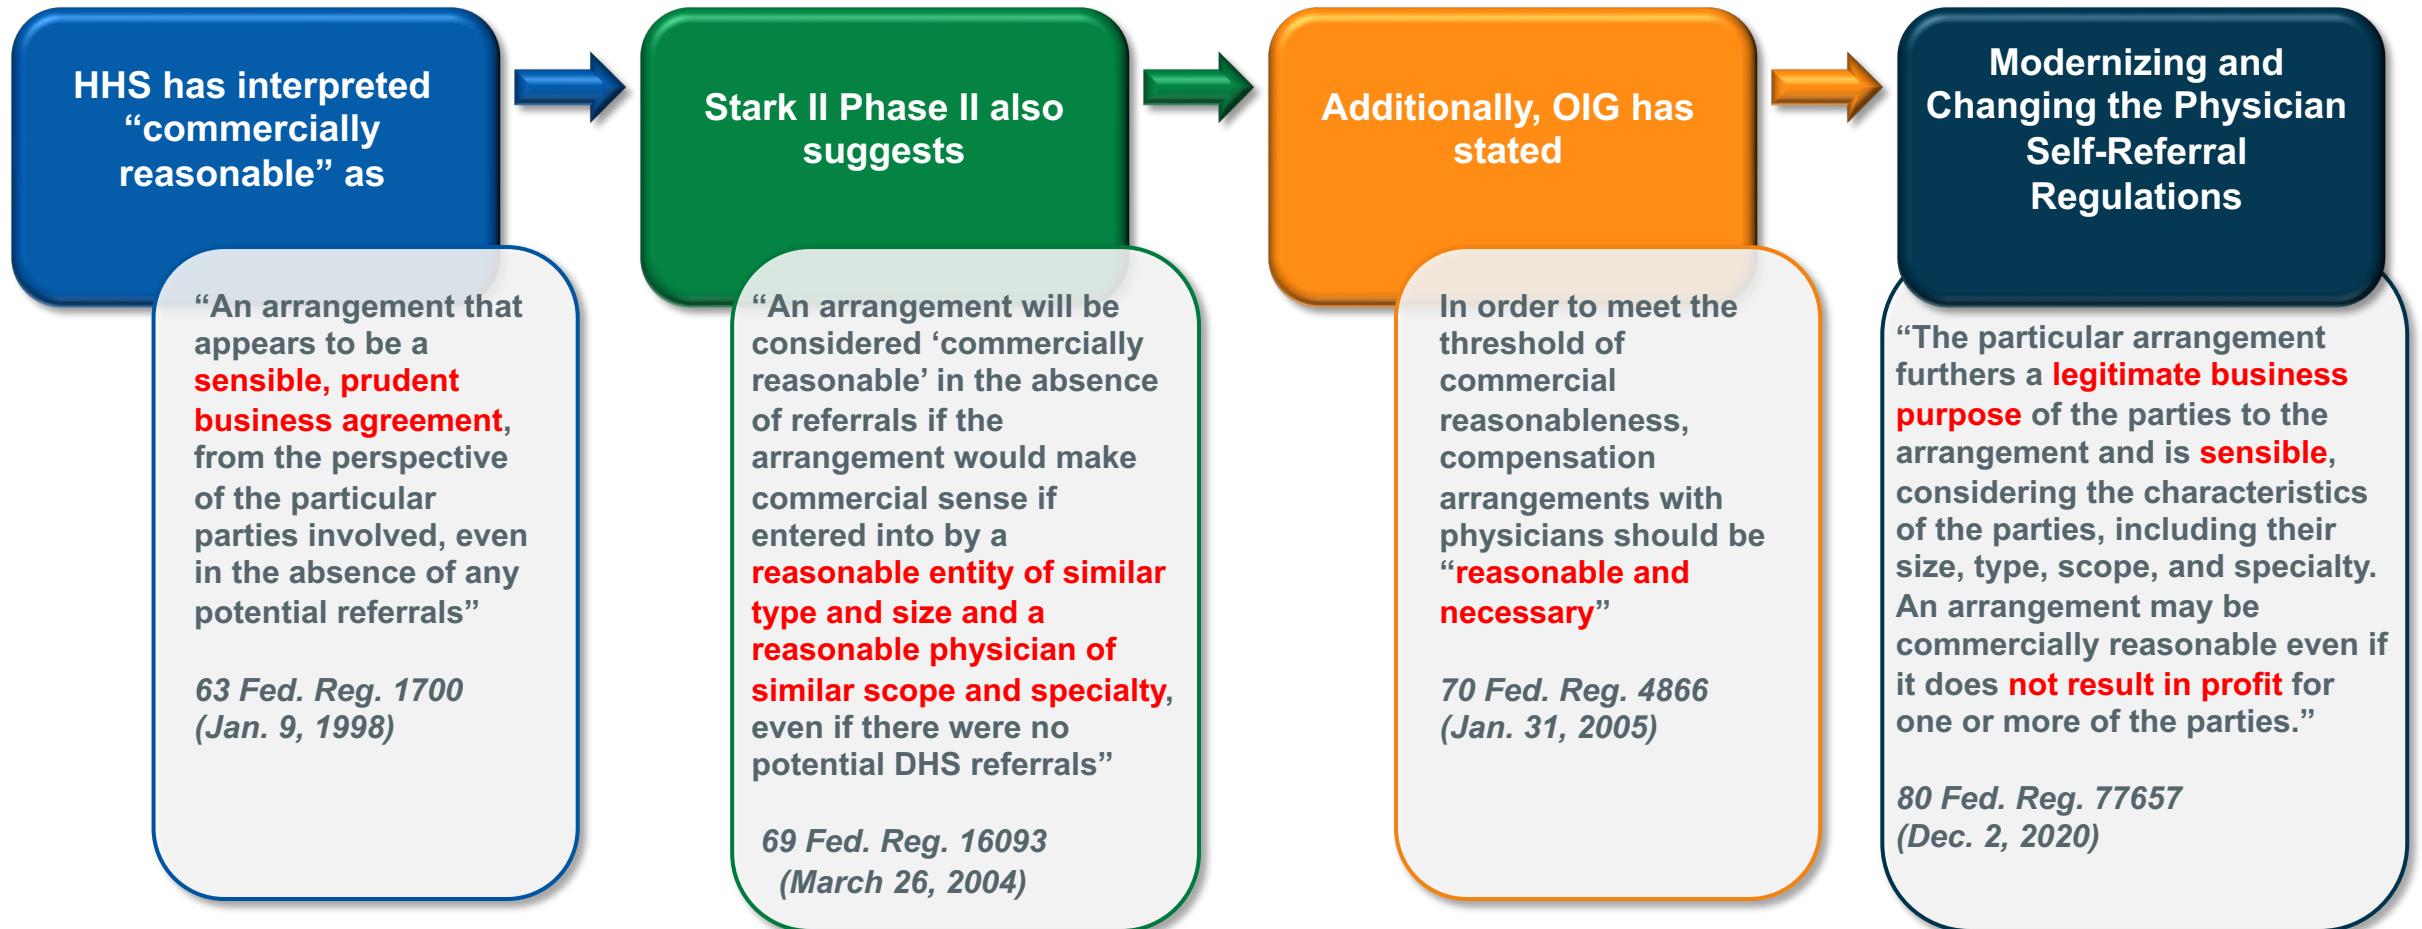 HHS has interpreted
“commercially
reasonable” as
“An arrangement that
appears to be a
sensible, prudent
business agreement,
from the perspective
of the particular
parties involved, even
in the absence of any
potential referrals”
63 Fed. Reg. 1700
(Jan. 9, 1998)
Stark II Phase II also
suggests
“An arrangement will be
considered ‘commercially
reasonable’ in the absence
of referrals if the
arrangement would make
commercial sense if
entered into by a
reasonable entity of similar
type and size and a
reasonable physician of
similar scope and specialty,
even if there were no
potential DHS referrals”
69 Fed. Reg. 16093
(March 26, 2004)
Additionally, OIG has
stated
In order to meet the
threshold of
commercial
reasonableness,
compensation
arrangements with
physicians should be
“reasonable and
necessary”
70 Fed. Reg. 4866
(Jan. 31, 2005)
Modernizing and
Changing the Physician
Self-Referral
Regulations
“The particular arrangement
furthers a legitimate business
purpose of the parties to the
arrangement and is sensible,
considering the characteristics
of the parties, including their
size, type, scope, and specialty.
An arrangement may be
commercially reasonable even if
it does not result in profit for
one or more of the parties.”
80 Fed. Reg. 77657
(Dec. 2, 2020)